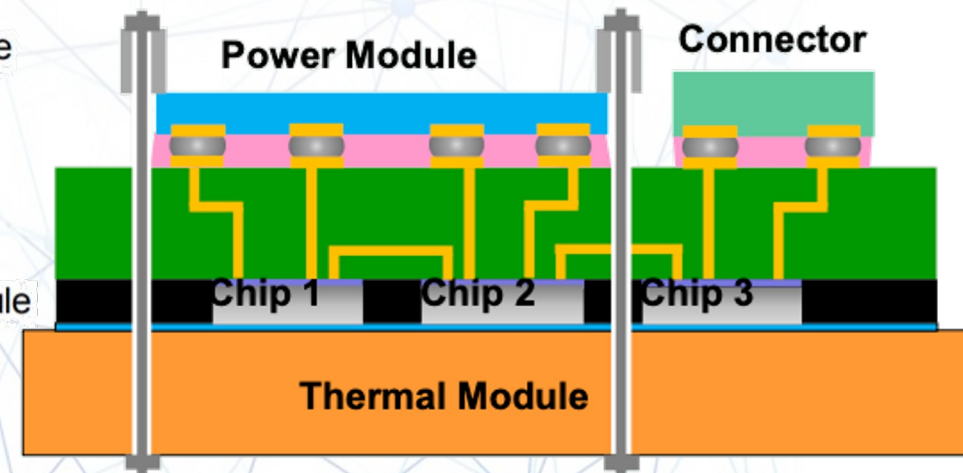 Power Module
Connector
Chip 1
Chip 2
Chip 3
Thermal Module